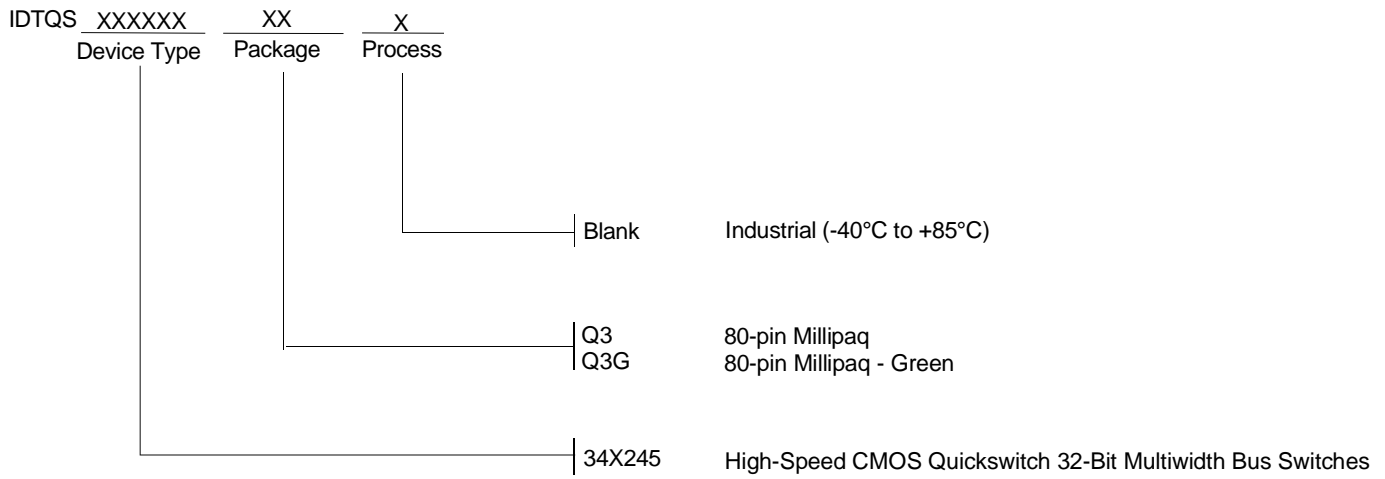 IDTQS XXXXXX XX X
Device Type Package Process
Blank Industrial (-40°C to +85°C)
Q3 80-pin Millipaq
Q3G 80-pin Millipaq - Green
34X245 High-Speed CMOS Quickswitch 32-Bit Multiwidth Bus Switches